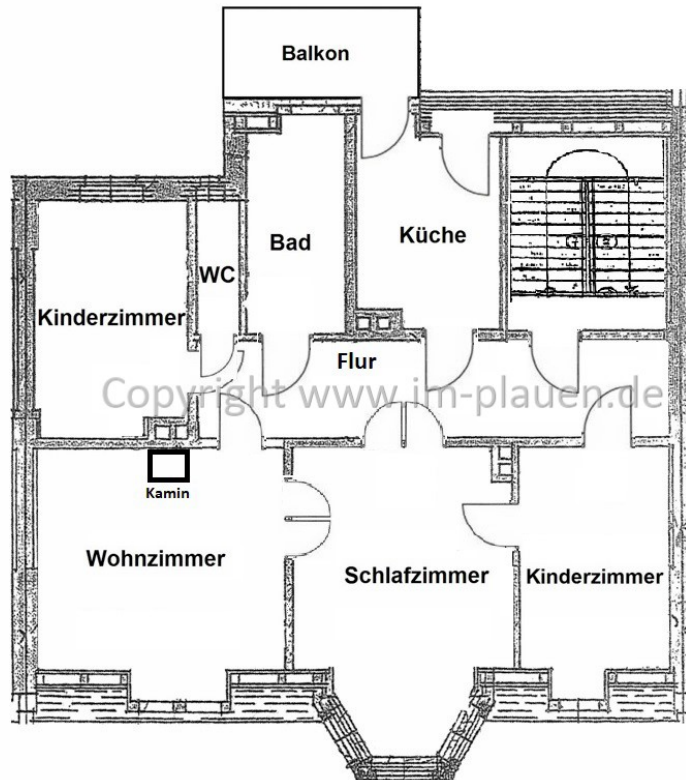 Balkon
Bad
Küche
WC
Kinderzimmer
Flur
Copyright www.im-plauen.de
Kamin
Wohnzimmer
Schlafzimmer
Kinderzimmer